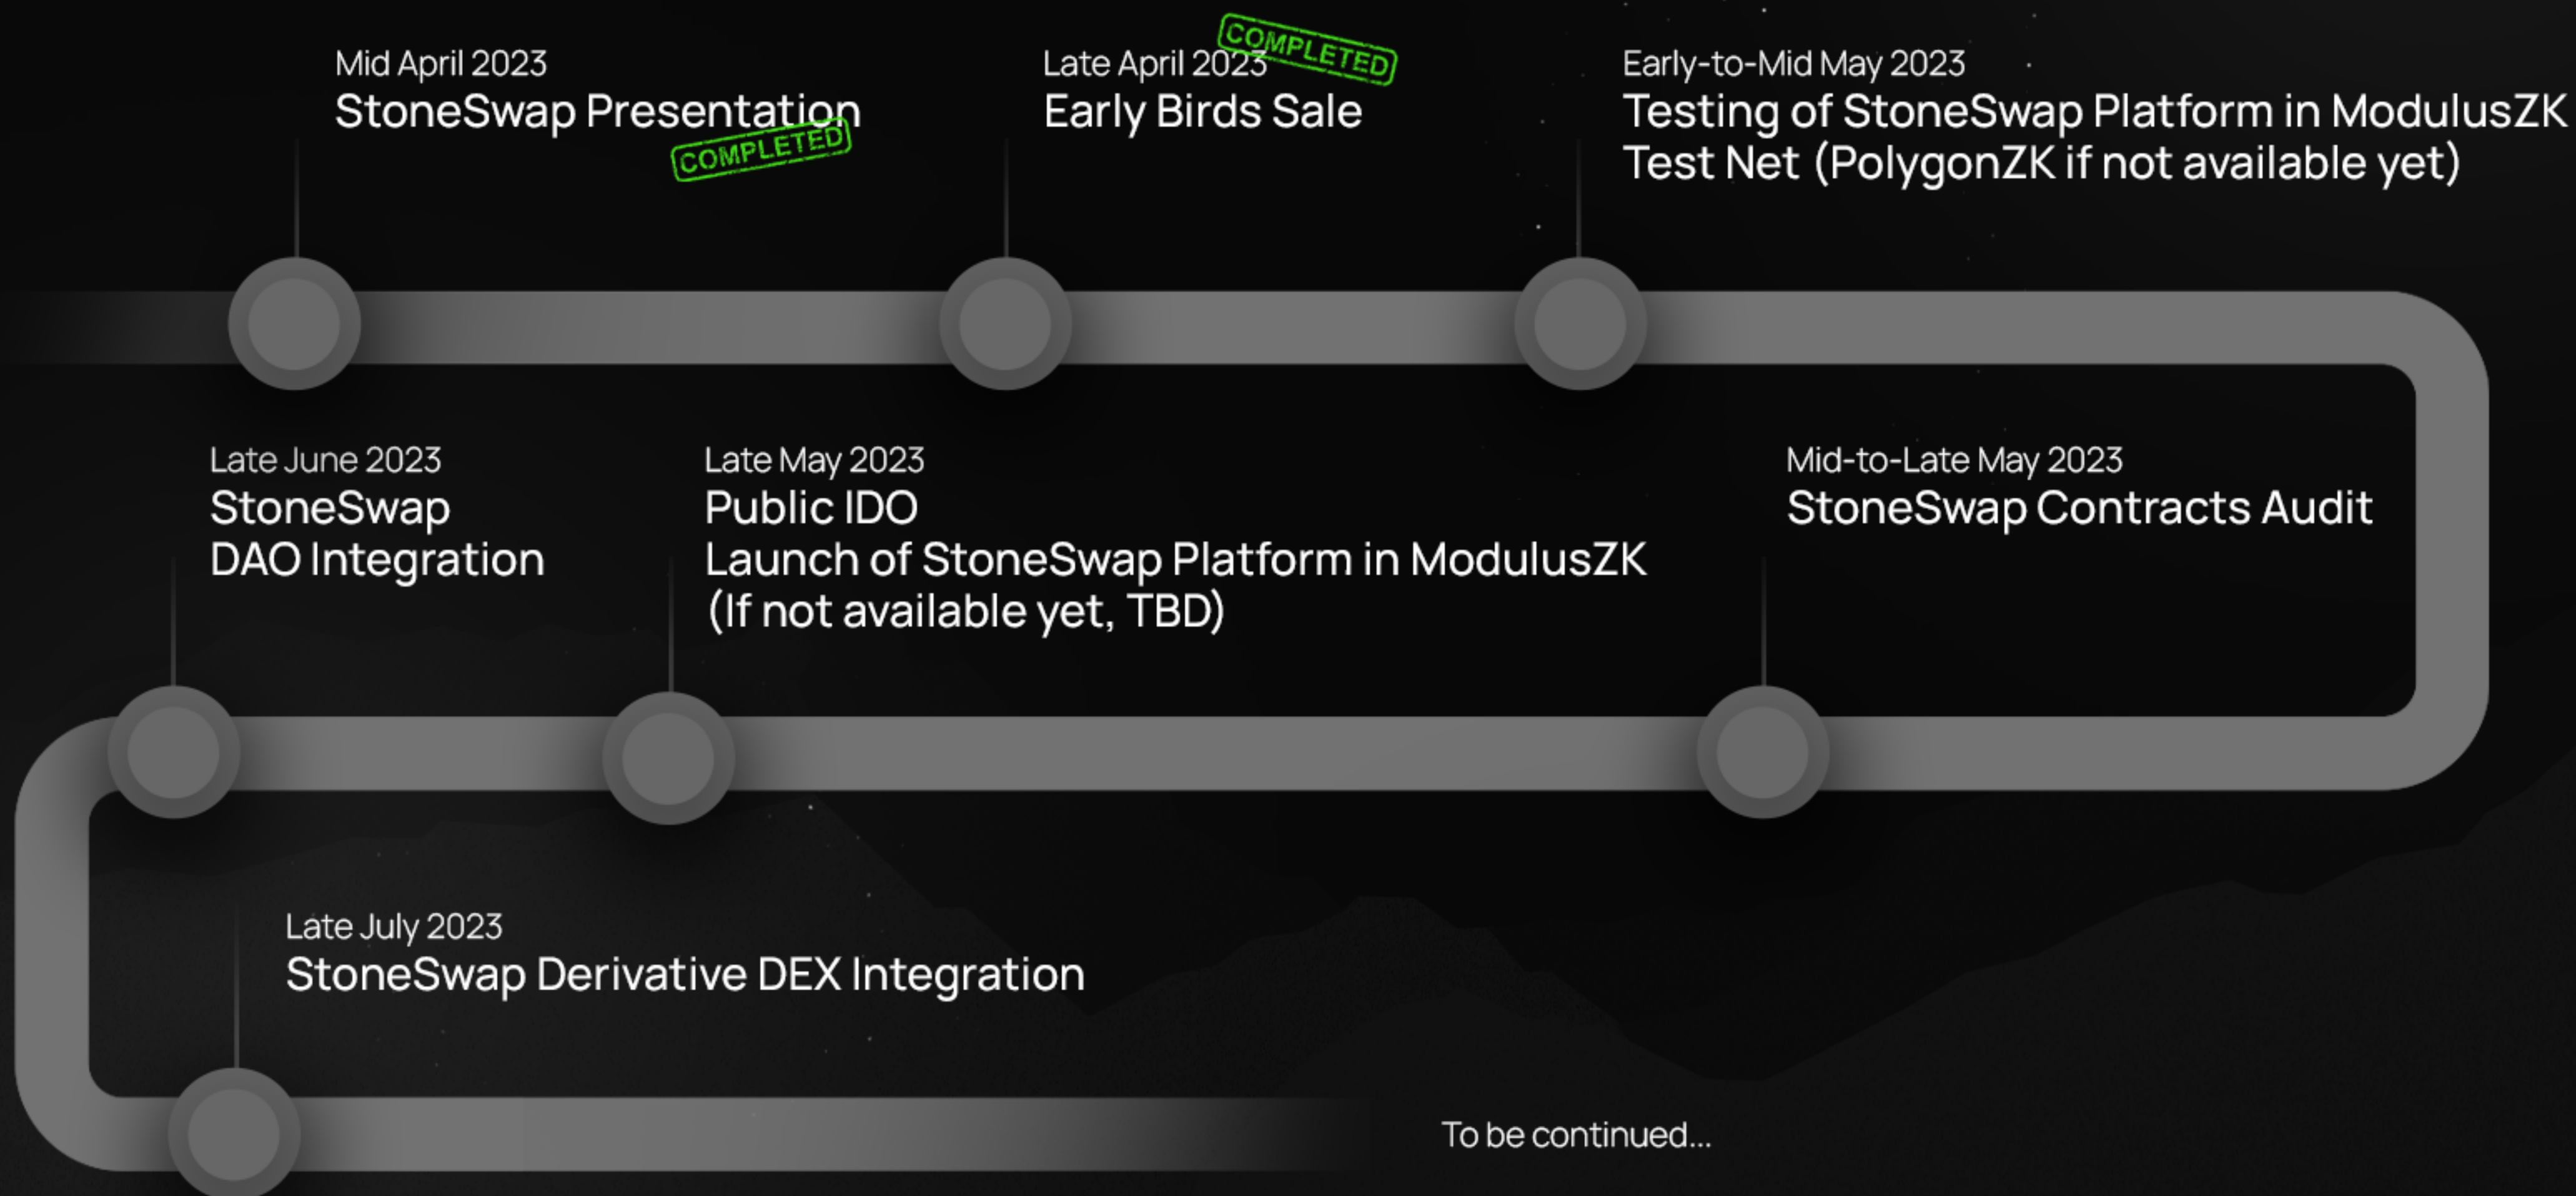 Mid April 2023
StoneSwap Presentation
COMPLETED
Late April 2023
COMPLETED
Early Birds Sale
Early-to-Mid May 2023
Testing of StoneSwap Platform in ModulusZK
Test Net (PolygonZK if not available yet)
Late June 2023
StoneSwap
DAO Integration
Late May 2023
Public IDO
Launch of StoneSwap Platform in ModulusZK
(If not available yet, TBD)
Mid-to-Late May 2023
StoneSwap Contracts Audit
Late July 2023
StoneSwap Derivative DEX Integration
To be continued...